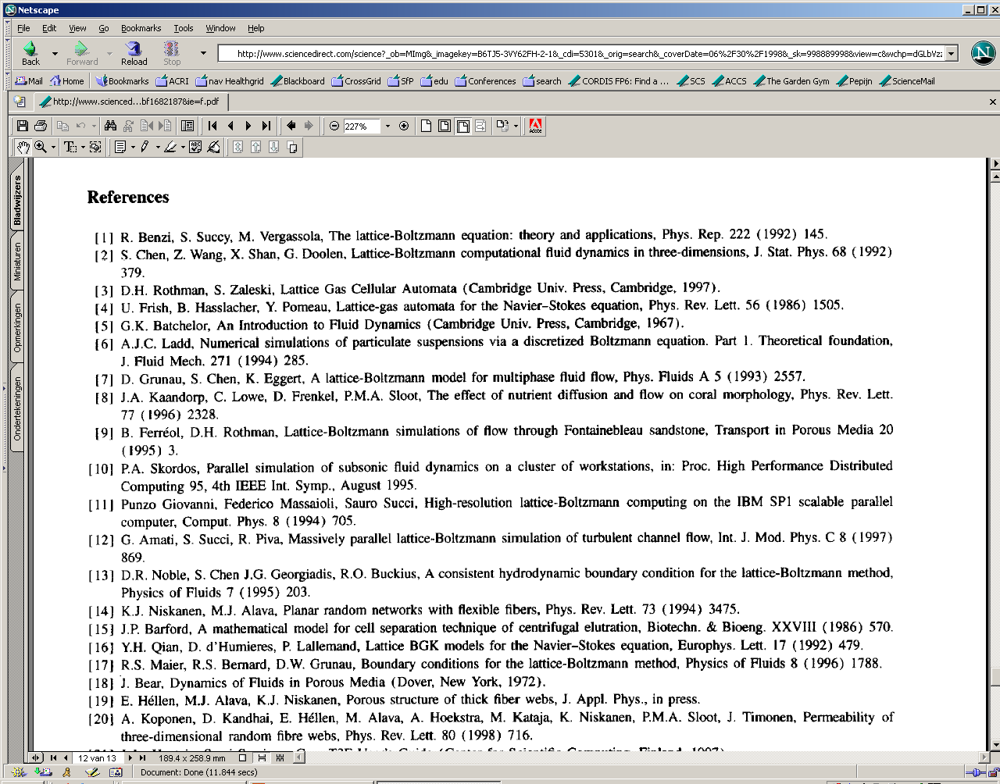 Netscape
File Edit View Go Bookmarks Tools Window Help
Back Forward Reload Stop http://www.sciencedirect.com/science?_ob=MImg&_imagekey=B6TJ5-3VY62FH-2-1&_cdi=5301&_orig=search&_coverDate=06%2F30%2F1998&_sk=998889998&view=c&wchp=dGLbVz
Mail Home Bookmarks ACRI nav Healthgrid Blackboard CrossGrid SfP edu Conferences search CORDIS FP6: Find a ... SCS ACCS The Garden Gym Pepijn ScienceMail
http://www.scienced...bf1682187&ie=f.pdf
227% Adobe
Bladwijzers
Miniaturen
Opmerkingen
Ondertekeningen
References
[1] R. Benzi, S. Succy, M. Vergassola, The lattice-Boltzmann equation: theory and applications, Phys. Rep. 222 (1992) 145.
[2] S. Chen, Z. Wang, X. Shan, G. Doolen, Lattice-Boltzmann computational fluid dynamics in three-dimensions, J. Stat. Phys. 68 (1992)
379.
[3] D.H. Rothman, S. Zaleski, Lattice Gas Cellular Automata (Cambridge Univ. Press, Cambridge, 1997).
[4] U. Frish, B. Hasslacher, Y. Pomeau, Lattice-gas automata for the Navier–Stokes equation, Phys. Rev. Lett. 56 (1986) 1505.
[5] G.K. Batchelor, An Introduction to Fluid Dynamics (Cambridge Univ. Press, Cambridge, 1967).
[6] A.J.C. Ladd, Numerical simulations of particulate suspensions via a discretized Boltzmann equation. Part 1. Theoretical foundation,
J. Fluid Mech. 271 (1994) 285.
[7] D. Grunau, S. Chen, K. Eggert, A lattice-Boltzmann model for multiphase fluid flow, Phys. Fluids A 5 (1993) 2557.
[8] J.A. Kaandorp, C. Lowe, D. Frenkel, P.M.A. Sloot, The effect of nutrient diffusion and flow on coral morphology, Phys. Rev. Lett.
77 (1996) 2328.
[9] B. Ferréol, D.H. Rothman, Lattice-Boltzmann simulations of flow through Fontainebleau sandstone, Transport in Porous Media 20
(1995) 3.
[10] P.A. Skordos, Parallel simulation of subsonic fluid dynamics on a cluster of workstations, in: Proc. High Performance Distributed
Computing 95, 4th IEEE Int. Symp., August 1995.
[11] Punzo Giovanni, Federico Massaioli, Sauro Succi, High-resolution lattice-Boltzmann computing on the IBM SP1 scalable parallel
computer, Comput. Phys. 8 (1994) 705.
[12] G. Amati, S. Succi, R. Piva, Massively parallel lattice-Boltzmann simulation of turbulent channel flow, Int. J. Mod. Phys. C 8 (1997)
869.
[13] D.R. Noble, S. Chen J.G. Georgiadis, R.O. Buckius, A consistent hydrodynamic boundary condition for the lattice-Boltzmann method,
Physics of Fluids 7 (1995) 203.
[14] K.J. Niskanen, M.J. Alava, Planar random networks with flexible fibers, Phys. Rev. Lett. 73 (1994) 3475.
[15] J.P. Barford, A mathematical model for cell separation technique of centrifugal elutration, Biotechn. & Bioeng. XXVIII (1986) 570.
[16] Y.H. Qian, D. d'Humieres, P. Lallemand, Lattice BGK models for the Navier–Stokes equation, Europhys. Lett. 17 (1992) 479.
[17] R.S. Maier, R.S. Bernard, D.W. Grunau, Boundary conditions for the lattice-Boltzmann method, Physics of Fluids 8 (1996) 1788.
[18] J. Bear, Dynamics of Fluids in Porous Media (Dover, New York, 1972).
[19] E. Héllen, M.J. Alava, K.J. Niskanen, Porous structure of thick fiber webs, J. Appl. Phys., in press.
[20] A. Koponen, D. Kandhai, E. Héllen, M. Alava, A. Hoekstra, M. Kataja, K. Niskanen, P.M.A. Sloot, J. Timonen, Permeability of
three-dimensional random fibre webs, Phys. Rev. Lett. 80 (1998) 716.
12 van 13 189.4 x 258.9 mm
Document: Done (11.844 secs)